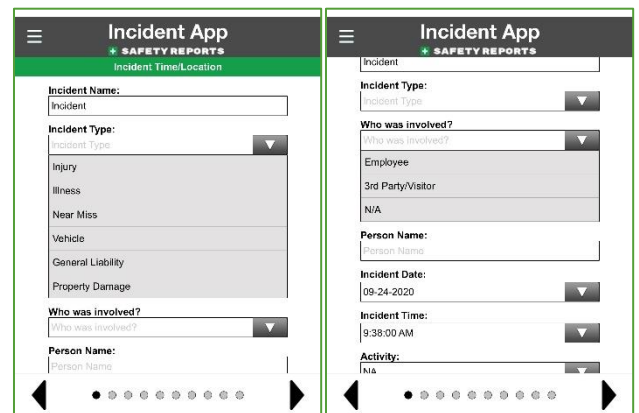 Incident App
SAFETY REPORTS
Incident Time/Location
Incident Name:
Incident
Incident Type:
Incident Type
Injury
Illness
Near Miss
Vehicle
General Liability
Property Damage
Who was involved?
Who was involved?
Person Name:
Person Name
Incident App
SAFETY REPORTS
Incident
Incident Type:
Incident Type
Who was involved?
Who was involved?
Employee
3rd Party/Visitor
N/A
Person Name:
Person Name
Incident Date:
09-24-2020
Incident Time:
9:38:00 AM
Activity:
NA